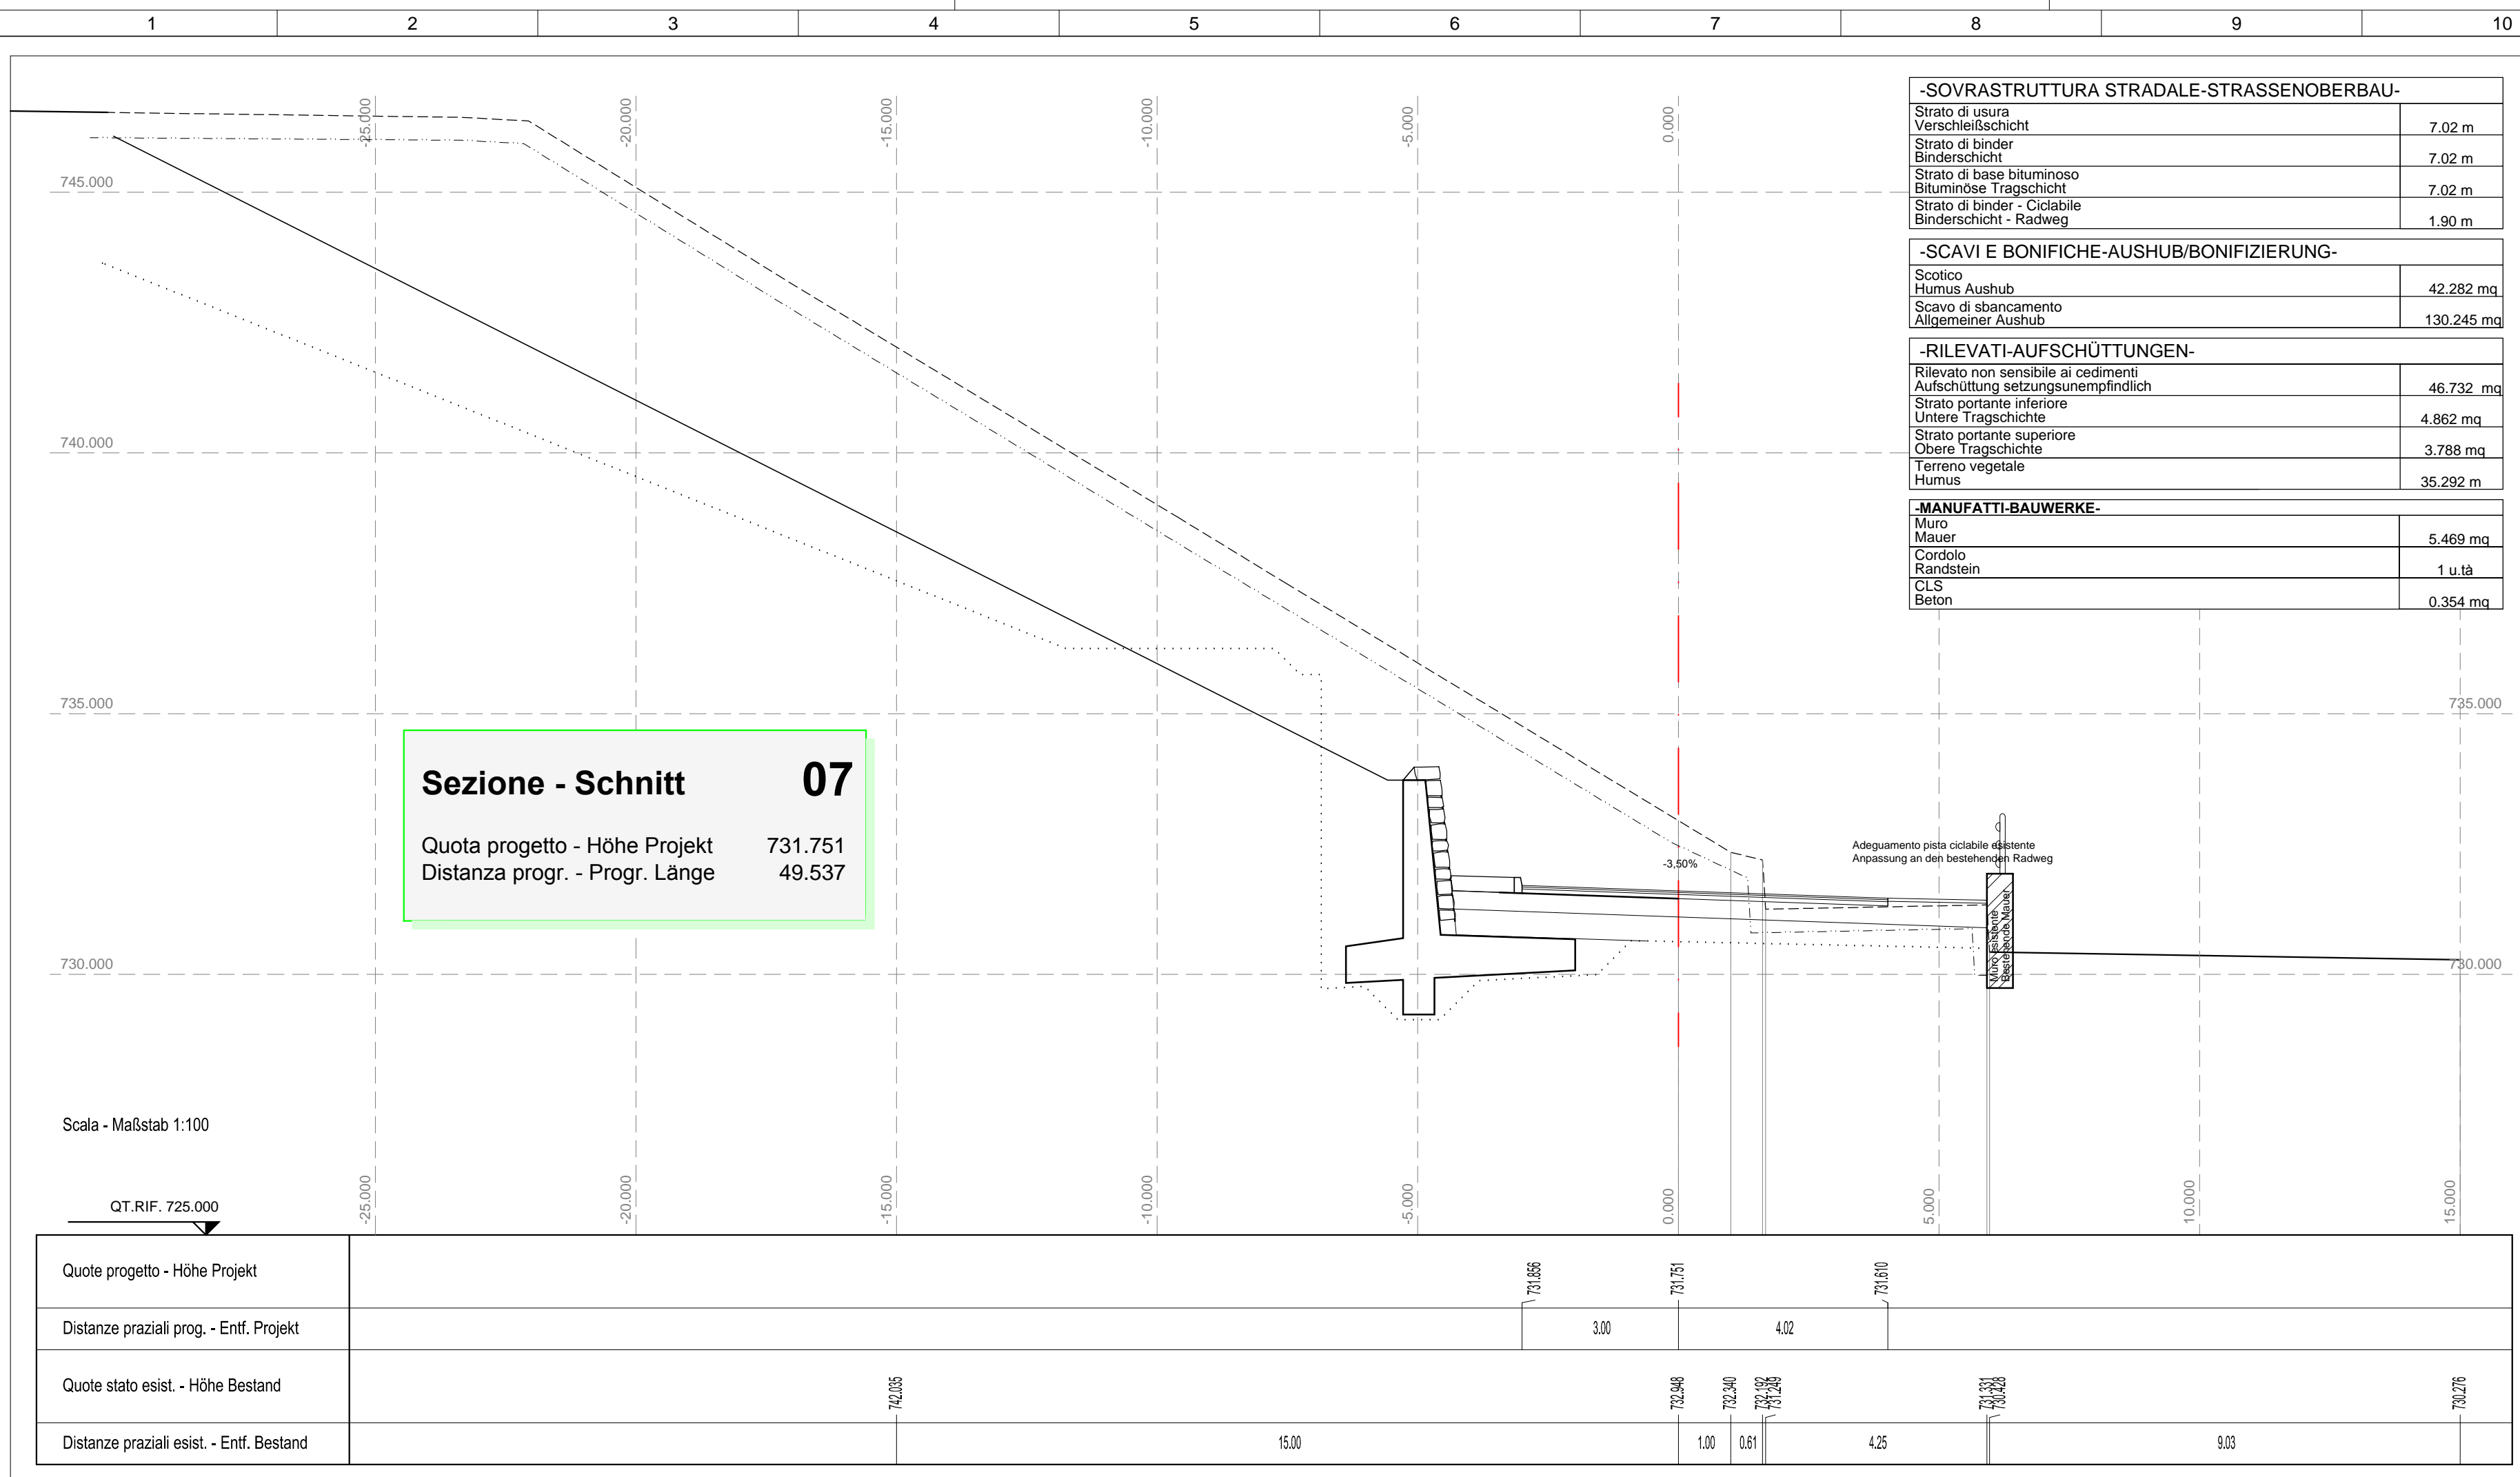 1 2 3 4 5 6 7 8 9 10
-25.000 -20.000 -15.000 -10.000 -5.000 0.000
745.000
740.000
735.000 735.000
730.000 730.000
-SOVRASTRUTTURA STRADALE-STRASSENOBERBAU-
Strato di usura
Verschleißschicht 7.02 m
Strato di binder
Binderschicht 7.02 m
Strato di base bituminoso
Bituminöse Tragschicht 7.02 m
Strato di binder - Ciclabile
Binderschicht - Radweg 1.90 m
-SCAVI E BONIFICHE-AUSHUB/BONIFIZIERUNG-
Scotico
Humus Aushub 42.282 mq
Scavo di sbancamento
Allgemeiner Aushub 130.245 mq
-RILEVATI-AUFSCHÜTTUNGEN-
Rilevato non sensibile ai cedimenti
Aufschüttung setzungsunempfindlich 46.732 mq
Strato portante inferiore
Untere Tragschichte 4.862 mq
Strato portante superiore
Obere Tragschichte 3.788 mq
Terreno vegetale
Humus 35.292 m
-MANUFATTI-BAUWERKE-
Muro
Mauer 5.469 mq
Cordolo
Randstein 1 u.tà
CLS
Beton 0.354 mq
Sezione - Schnitt 07
Quota progetto - Höhe Projekt 731.751
Distanza progr. - Progr. Länge 49.537
-3,50%
Adeguamento pista ciclabile esistente
Anpassung an den bestehenden Radweg
Muro Esistente
Bestehende Mauer
Scala - Maßstab 1:100
QT.RIF. 725.000
-25.000 -20.000 -15.000 -10.000 -5.000 0.000 5.000 10.000 15.000
Quote progetto - Höhe Projekt 731.856 731.751 731.610
Distanze praziali prog. - Entf. Projekt 3.00 4.02
Quote stato esist. - Höhe Bestand 742.035 732.948 732.340 732.192 731.249 731.331 730.428 730.276
Distanze praziali esist. - Entf. Bestand 15.00 1.00 0.61 4.25 9.03